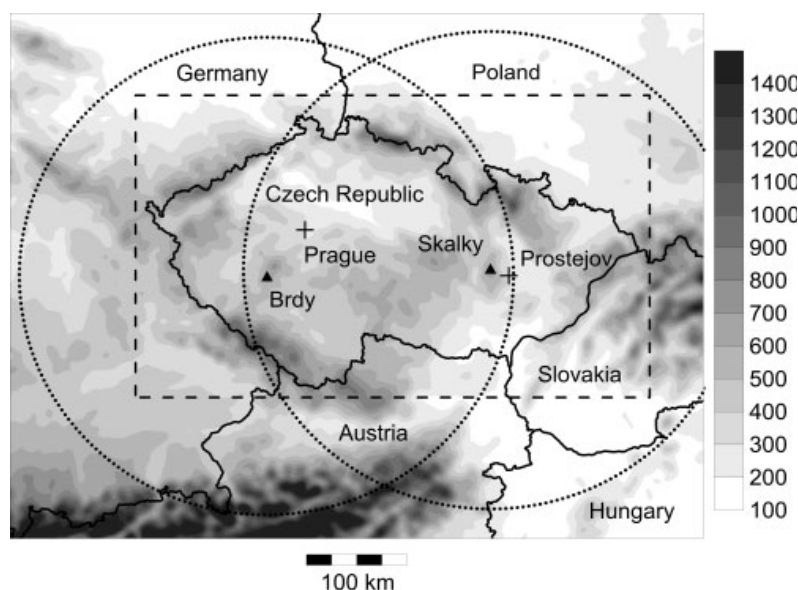 Germany
Poland
Czech Republic
Prague
Skalky
Prostejov
Brdy
Slovakia
Austria
Hungary
1400
1300
1200
1100
1000
900
800
700
600
500
400
300
200
100
100 km